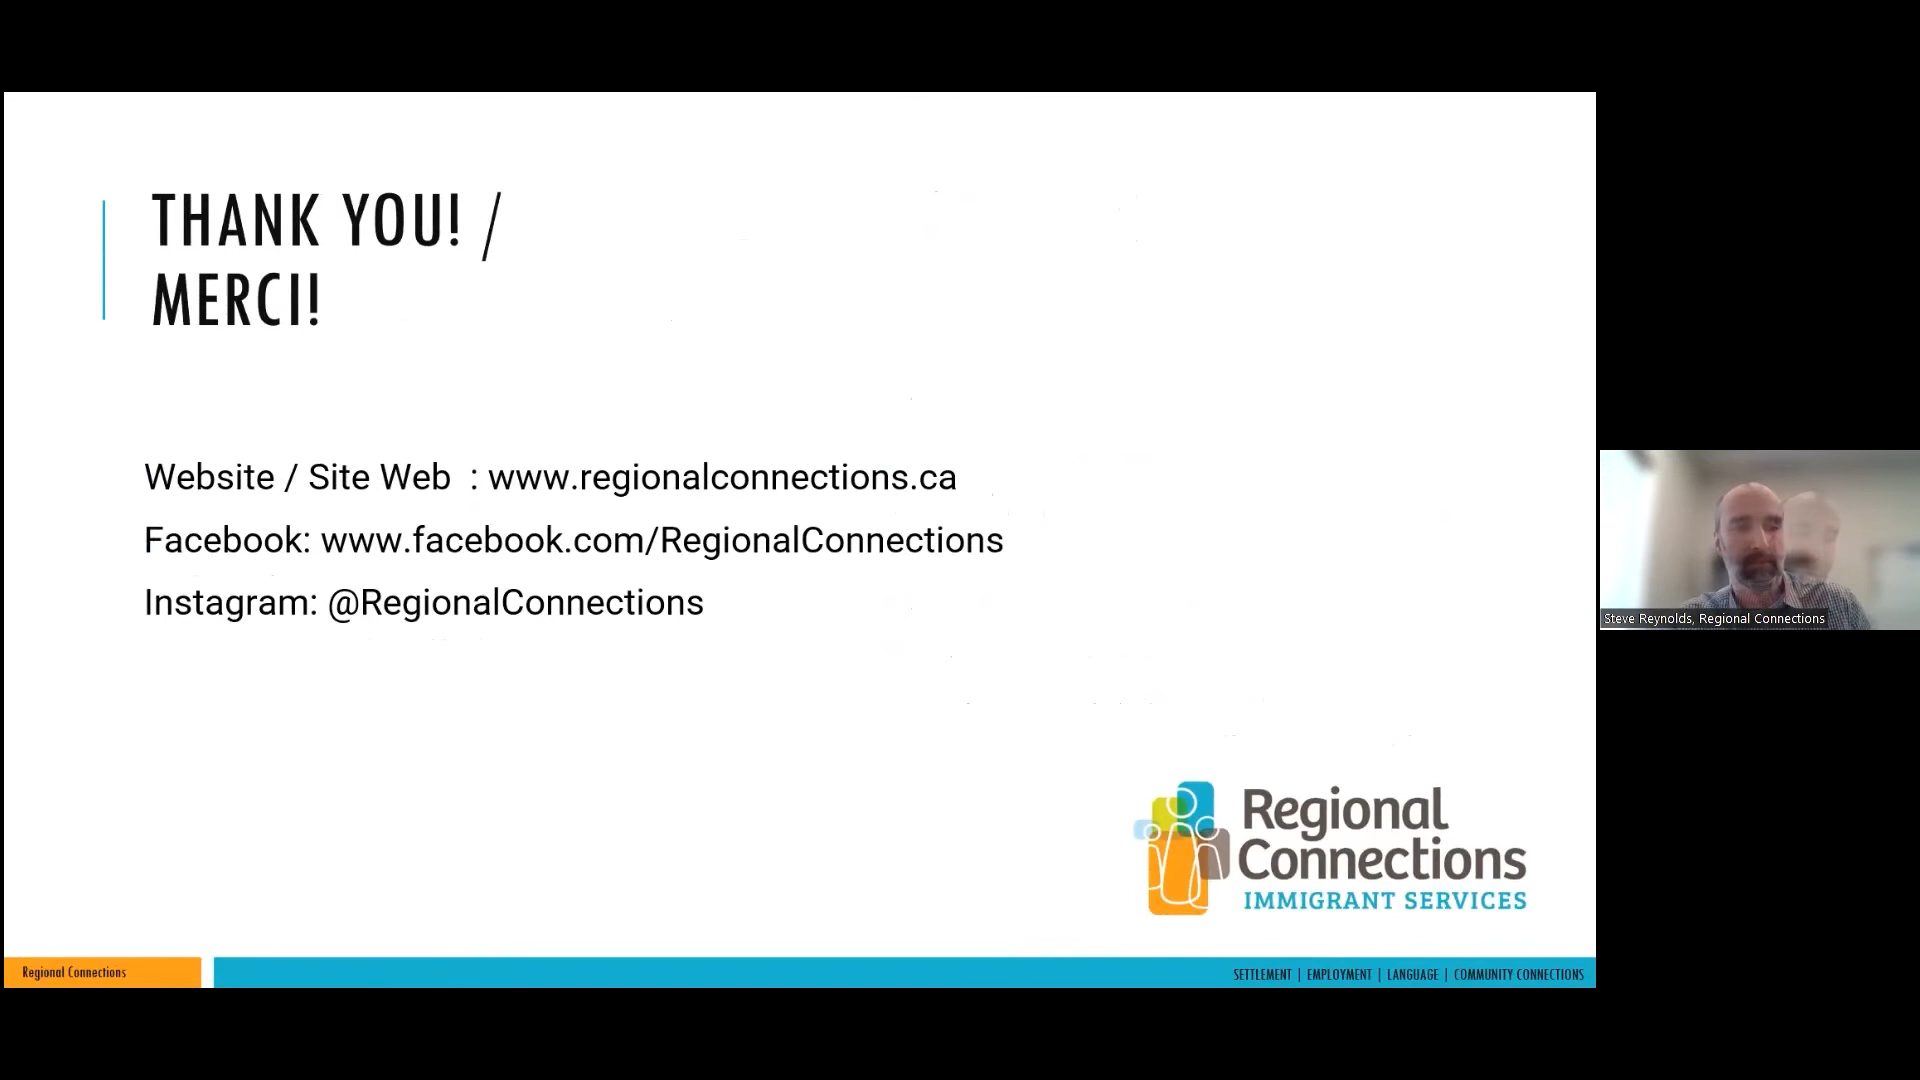 THANK YOU! /
MERCI!
Website / Site Web  : www.regionalconnections.ca
Facebook: www.facebook.com/RegionalConnections
Instagram: @RegionalConnections
Steve Reynolds, Regional Connections
Regional
Connections
IMMIGRANT SERVICES
Regional Connections
SETTLEMENT | EMPLOYMENT | LANGUAGE | COMMUNITY CONNECTIONS